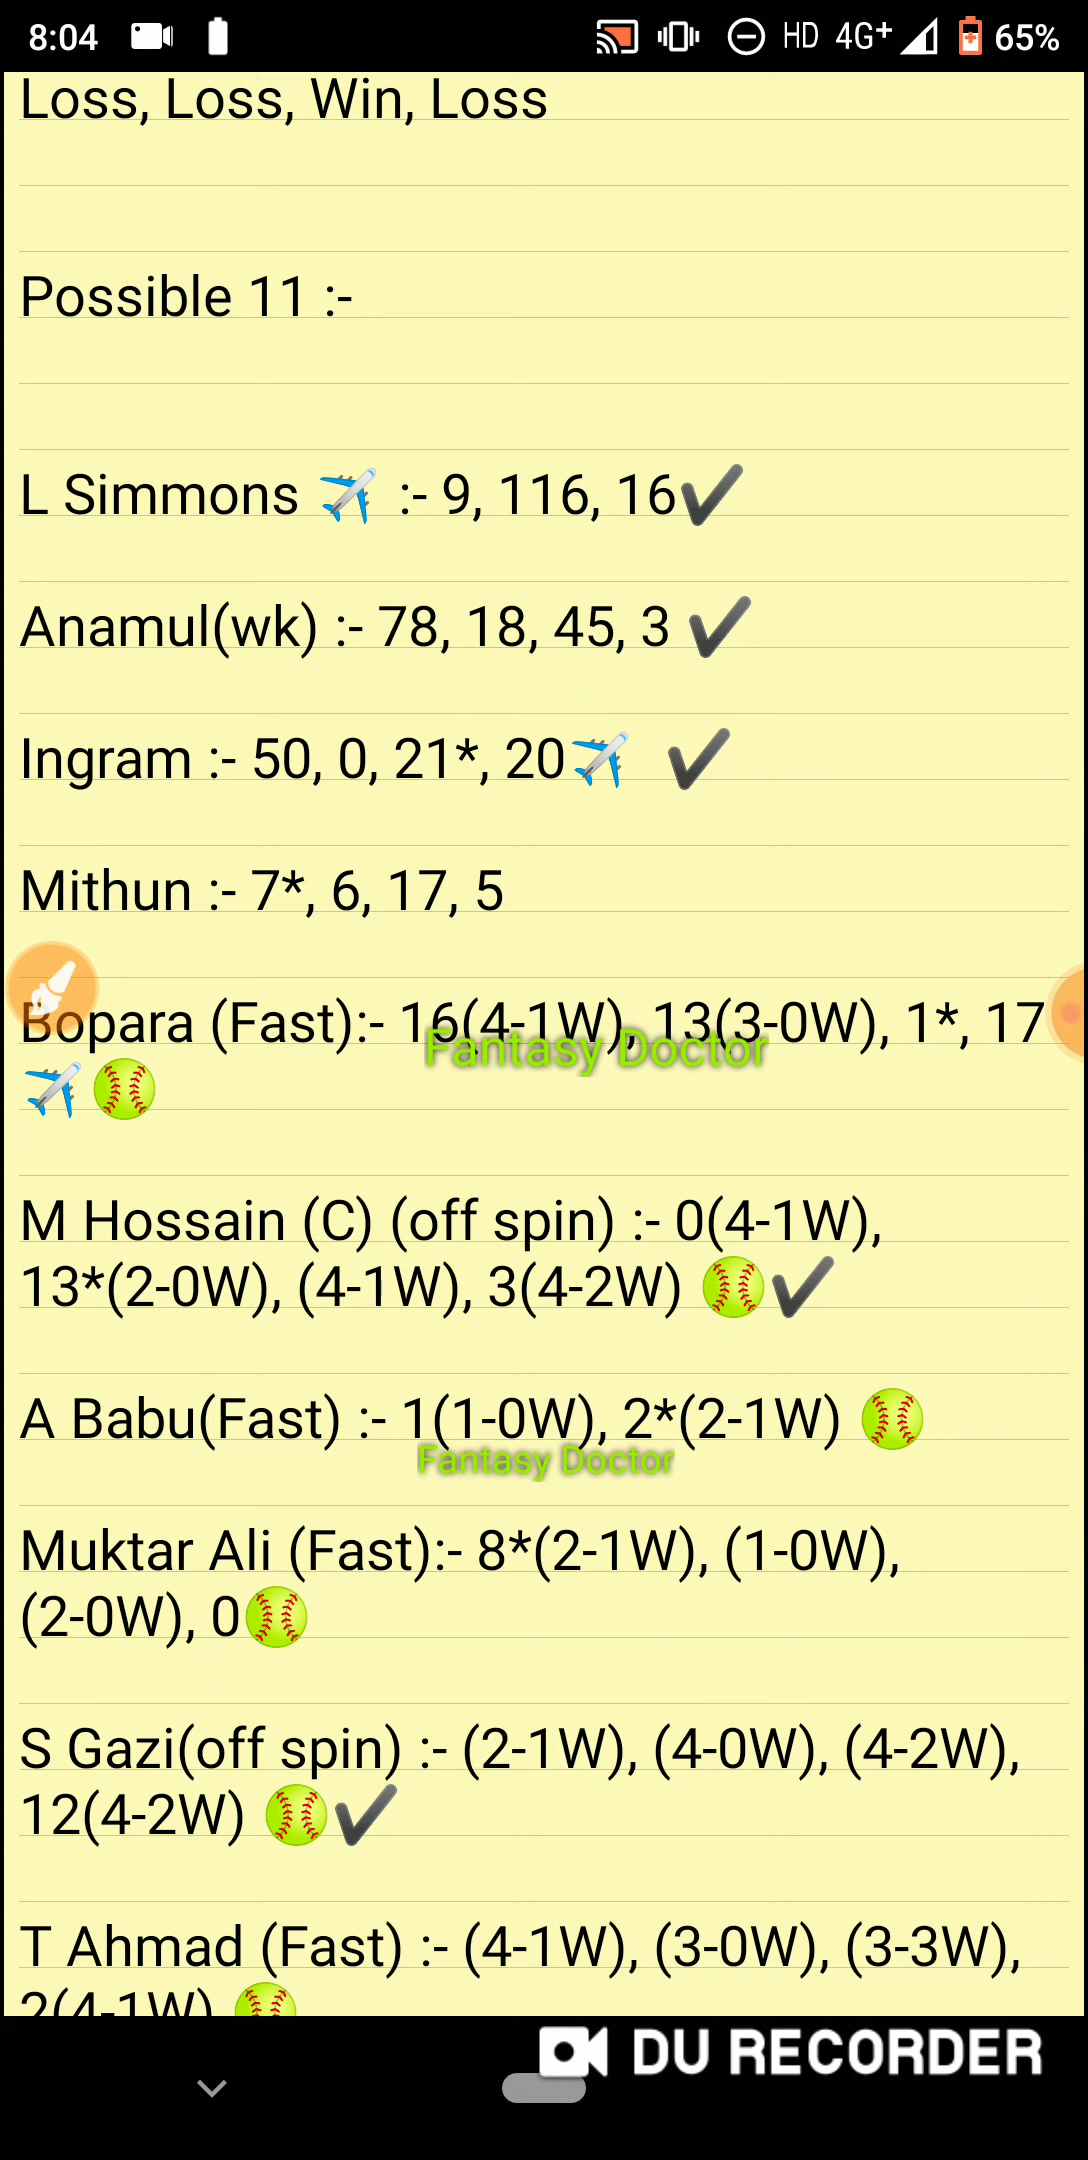 8:04 HD 4G+ 65%
Loss, Loss, Win, Loss
Possible 11 :-
L Simmons ✈️ :- 9, 116, 16✔️
Anamul(wk) :- 78, 18, 45, 3 ✔️
Ingram :- 50, 0, 21*, 20✈️ ✔️
Mithun :- 7*, 6, 17, 5
Bopara (Fast):- 16(4-1W), 13(3-0W), 1*, 17
Fantasy Doctor
✈️🥎
M Hossain (C) (off spin) :- 0(4-1W),
13*(2-0W), (4-1W), 3(4-2W) 🥎✔️
A Babu(Fast) :- 1(1-0W), 2*(2-1W) 🥎
Fantasy Doctor
Muktar Ali (Fast):- 8*(2-1W), (1-0W),
(2-0W), 0🥎
S Gazi(off spin) :- (2-1W), (4-0W), (4-2W),
12(4-2W) 🥎✔️
T Ahmad (Fast) :- (4-1W), (3-0W), (3-3W),
2(4-1W) 🥎
DU RECORDER